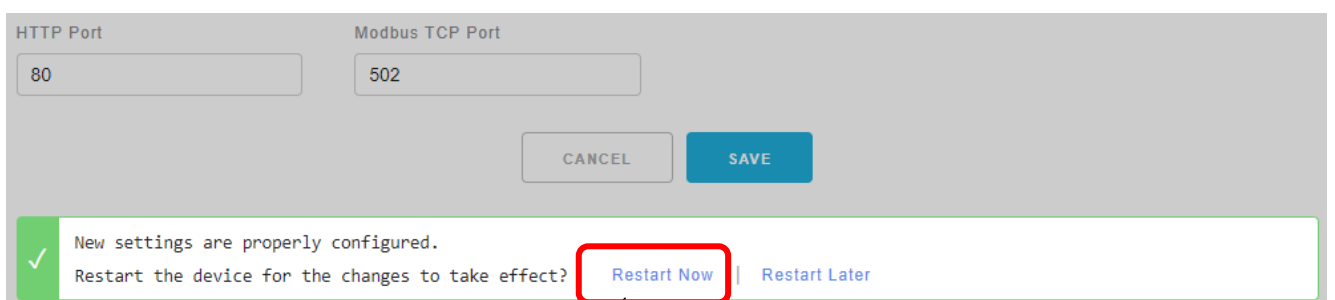 HTTP Port Modbus TCP Port
80 502
CANCEL SAVE
New settings are properly configured.
Restart the device for the changes to take effect? Restart Now | Restart Later